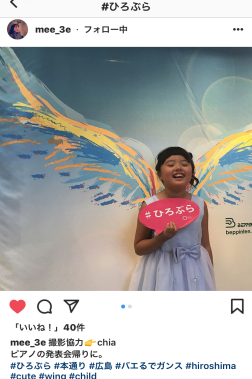 #ひろぶら
mee_3e · フォロー中
#ひろぶら
beppinten.
「いいね！」40件
mee_3e 撮影協力👉chia
ピアノの発表会帰りに。
#ひろぶら #本通り #広島 #バエるでガンス #hiroshima
#cute #wing #child